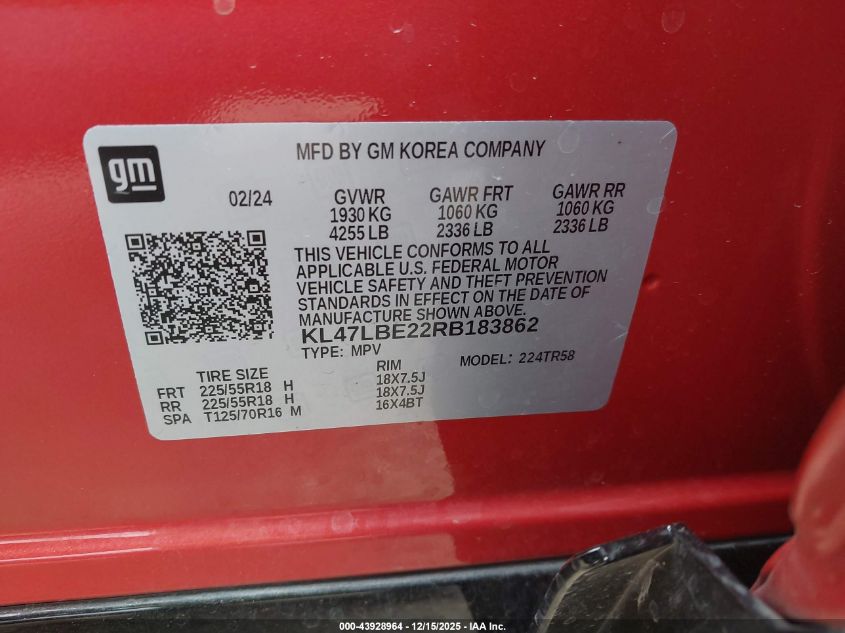 gm
MFD BY GM KOREA COMPANY
02/24
GVWR GAWR FRT GAWR RR
1930 KG 1060 KG 1060 KG
4255 LB 2336 LB 2336 LB
THIS VEHICLE CONFORMS TO ALL
APPLICABLE U.S. FEDERAL MOTOR
VEHICLE SAFETY AND THEFT PREVENTION
STANDARDS IN EFFECT ON THE DATE OF
MANUFACTURE SHOWN ABOVE.
KL47LBE22RB183862
TYPE: MPV MODEL: 224TR58
TIRE SIZE RIM
FRT 225/55R18 H 18X7.5J
RR 225/55R18 H 18X7.5J
SPA T125/70R16 M 16X4BT
000-43928964 - 12/15/2025 - IAA Inc.